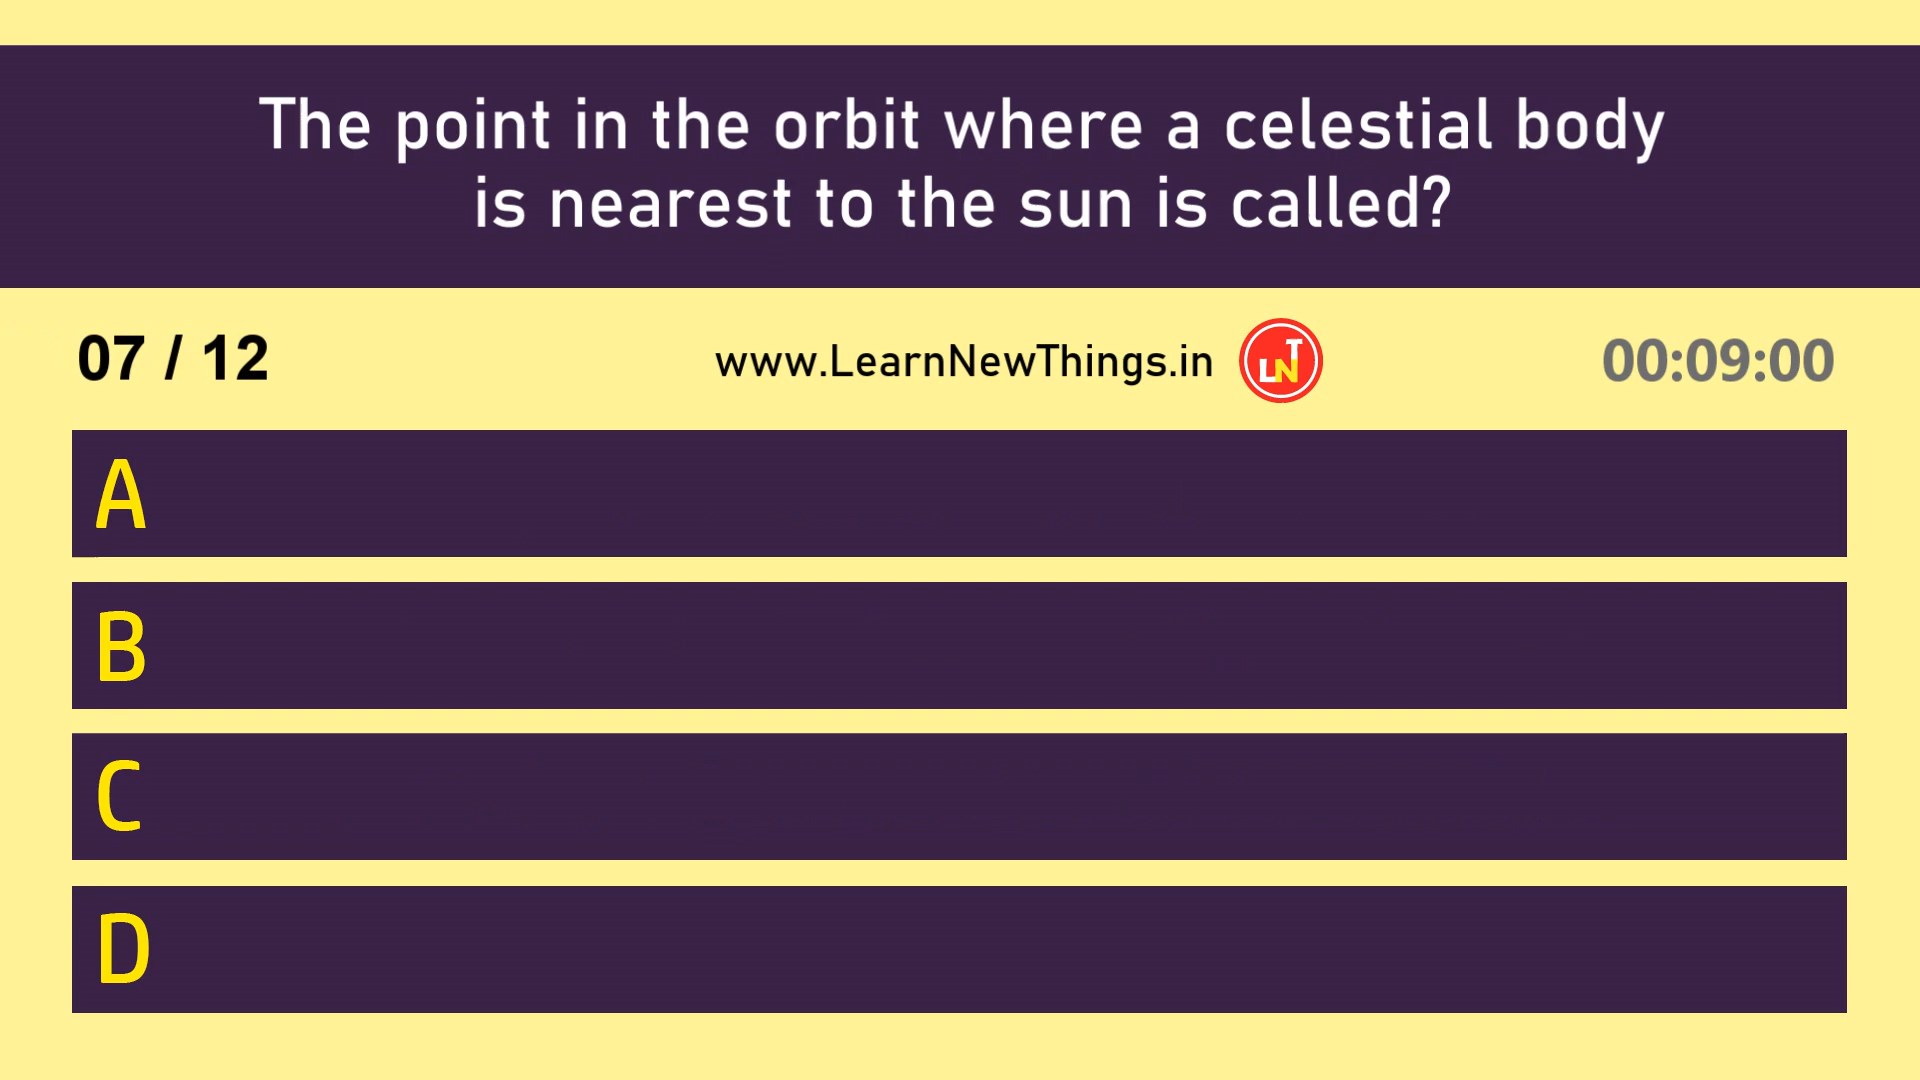 The point in the orbit where a celestial body
is nearest to the sun is called?
07 / 12
www.LearnNewThings.in
LNT
00:09:00
A
B
C
D